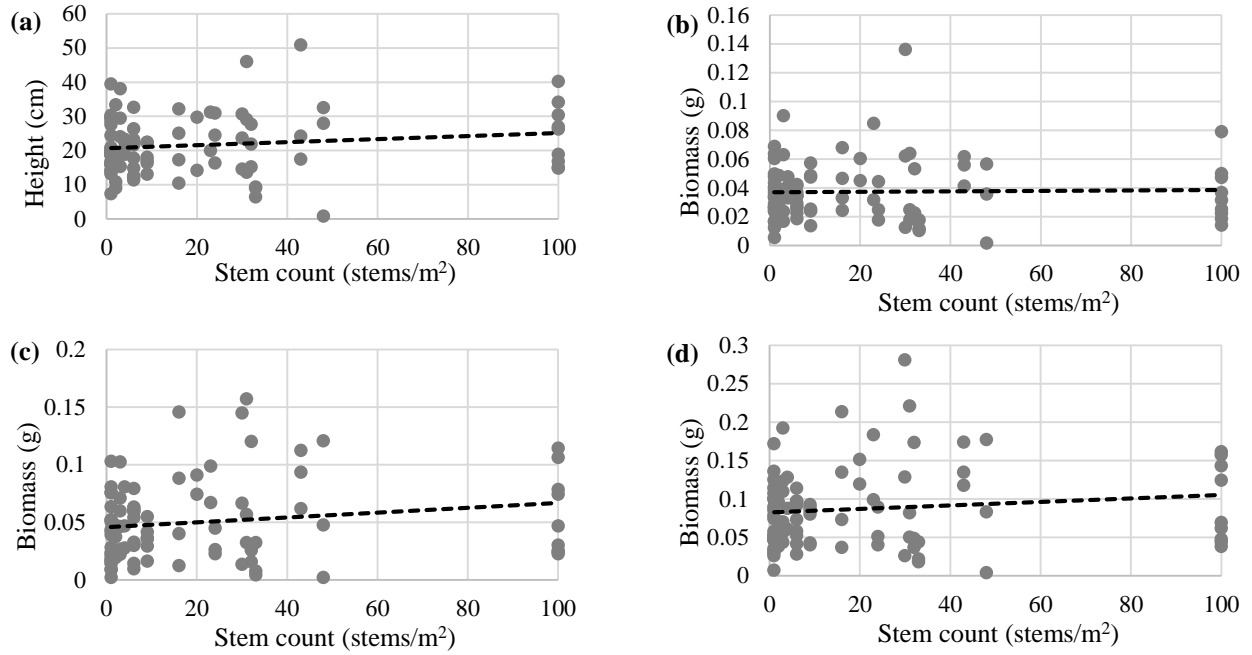 (a)
60
50
40
30
20
10
0
Height (cm)
0 20 40 60 80 100
Stem count (stems/m²)
(b)
0.16
0.14
0.12
0.1
0.08
0.06
0.04
0.02
0
Biomass (g)
0 20 40 60 80 100
Stem count (stems/m²)
(c)
0.2
0.15
0.1
0.05
0
Biomass (g)
0 20 40 60 80 100
Stem count (stems/m²)
(d)
0.3
0.25
0.2
0.15
0.1
0.05
0
Biomass (g)
0 20 40 60 80 100
Stem count (stems/m²)